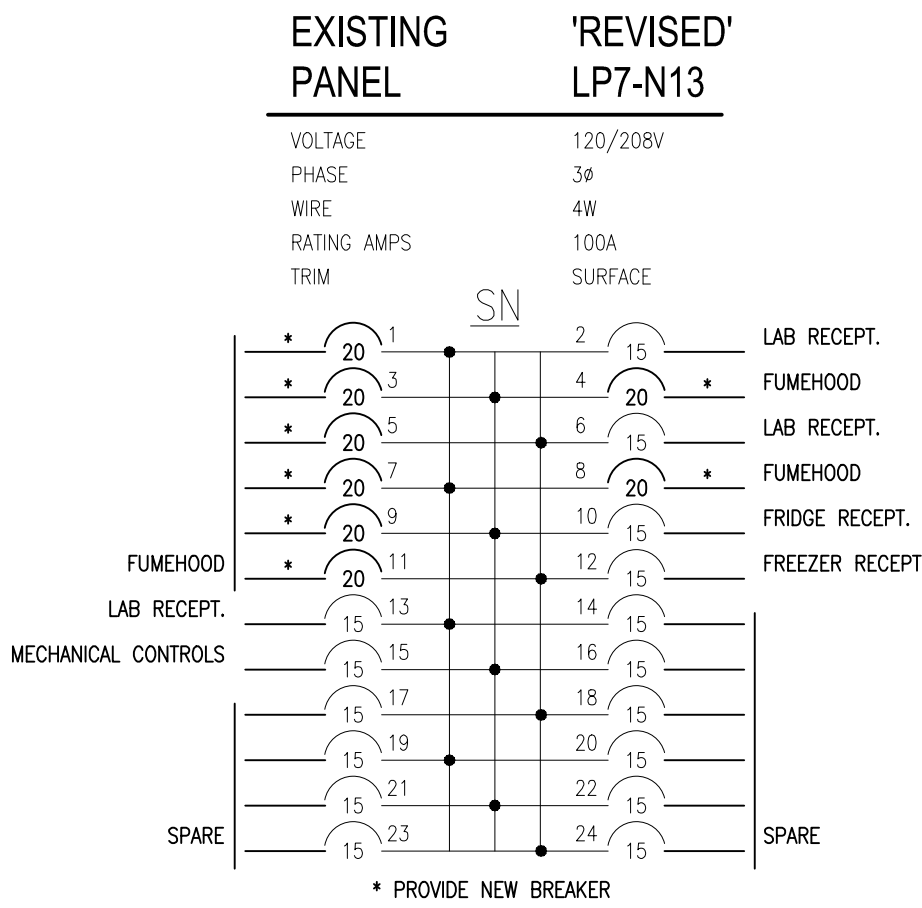 EXISTING 'REVISED'
PANEL LP7-N13
VOLTAGE 120/208V
PHASE 3ø
WIRE 4W
RATING AMPS 100A
TRIM SURFACE
SN
* 20 1 2 15 LAB RECEPT.
* 20 3 4 20 * FUMEHOOD
* 20 5 6 15 LAB RECEPT.
* 20 7 8 20 * FUMEHOOD
* 20 9 10 15 FRIDGE RECEPT.
FUMEHOOD * 20 11 12 15 FREEZER RECEPT
LAB RECEPT. 15 13 14 15
MECHANICAL CONTROLS 15 15 16 15
15 17 18 15
15 19 20 15
15 21 22 15
SPARE 15 23 24 15 SPARE
* PROVIDE NEW BREAKER